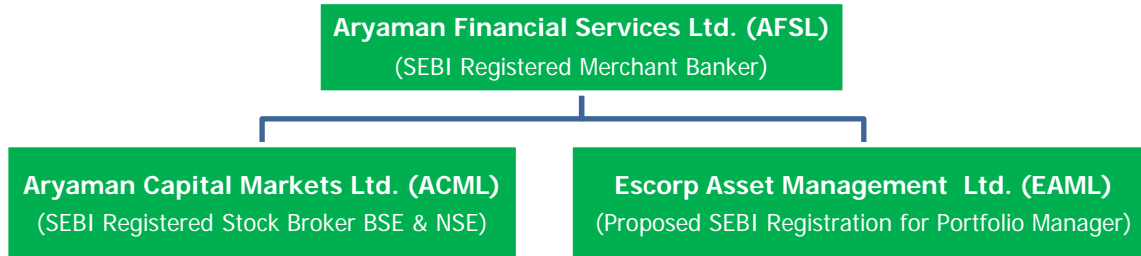 Aryaman Financial Services Ltd. (AFSL)
(SEBI Registered Merchant Banker)
Aryaman Capital Markets Ltd. (ACML)
(SEBI Registered Stock Broker BSE & NSE)
Escorp Asset Management Ltd. (EAML)
(Proposed SEBI Registration for Portfolio Manager)